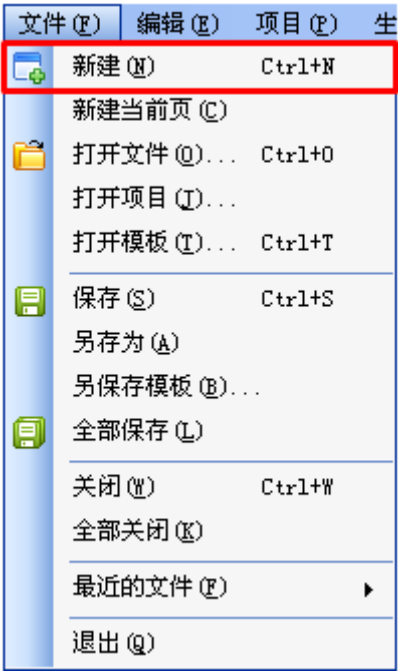 文件(F) 编辑(E) 项目(P) 生
新建(N) Ctrl+N
新建当前页(C)
打开文件(O)... Ctrl+O
打开项目(J)...
打开模板(T)... Ctrl+T
保存(S) Ctrl+S
另存为(A)
另保存模板(B)...
全部保存(L)
关闭(W) Ctrl+W
全部关闭(K)
最近的文件(F)
退出(Q)